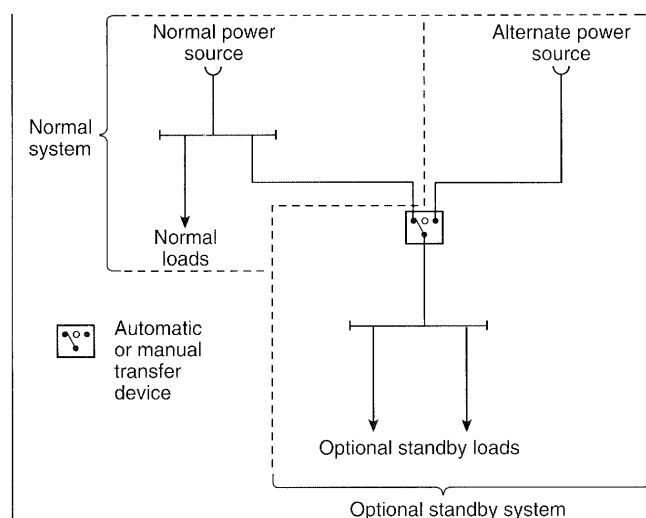 Normal power
source
Alternate power
source
Normal
system
Normal
loads
Automatic
or manual
transfer
device
Optional standby loads
Optional standby system